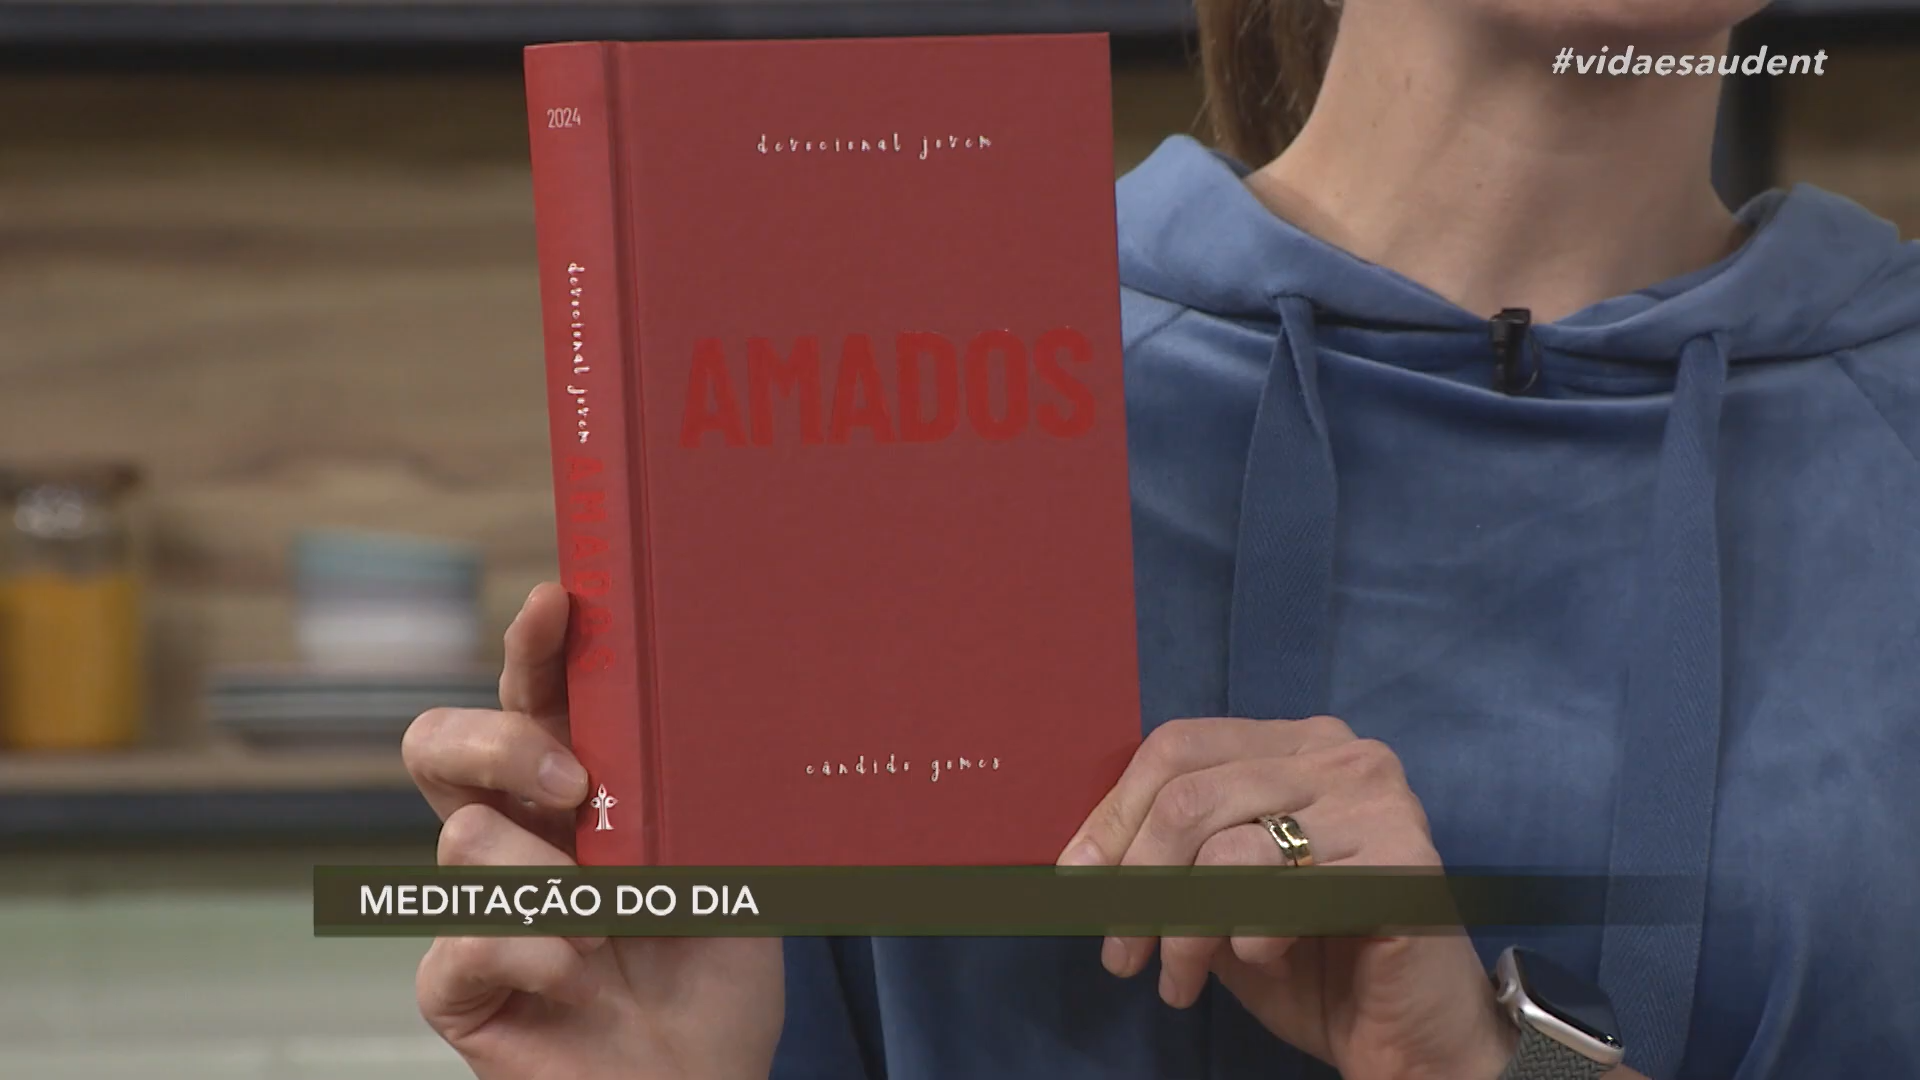 #vidaesaudent
2024
devocional jovem
devocional jovem AMADOS
AMADOS
cândido gomes
MEDITAÇÃO DO DIA